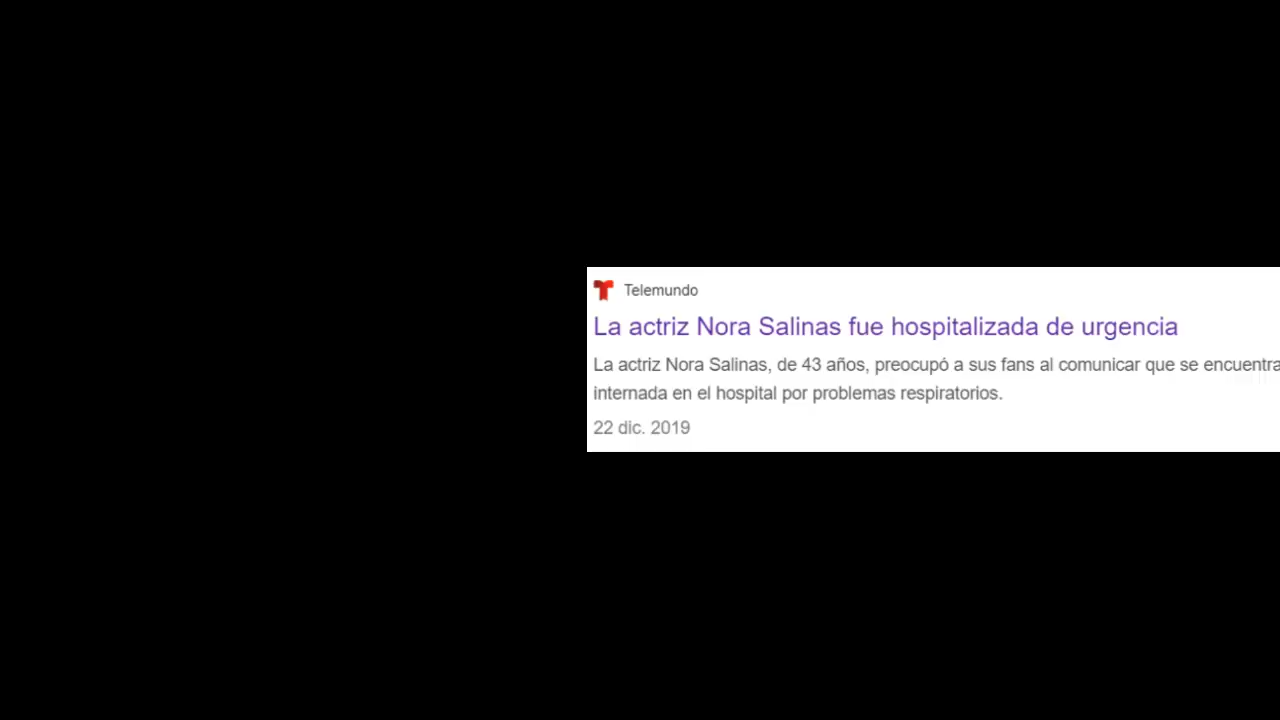 Telemundo
La actriz Nora Salinas fue hospitalizada de urgencia
La actriz Nora Salinas, de 43 años, preocupó a sus fans al comunicar que se encuentra
internada en el hospital por problemas respiratorios.
22 dic. 2019